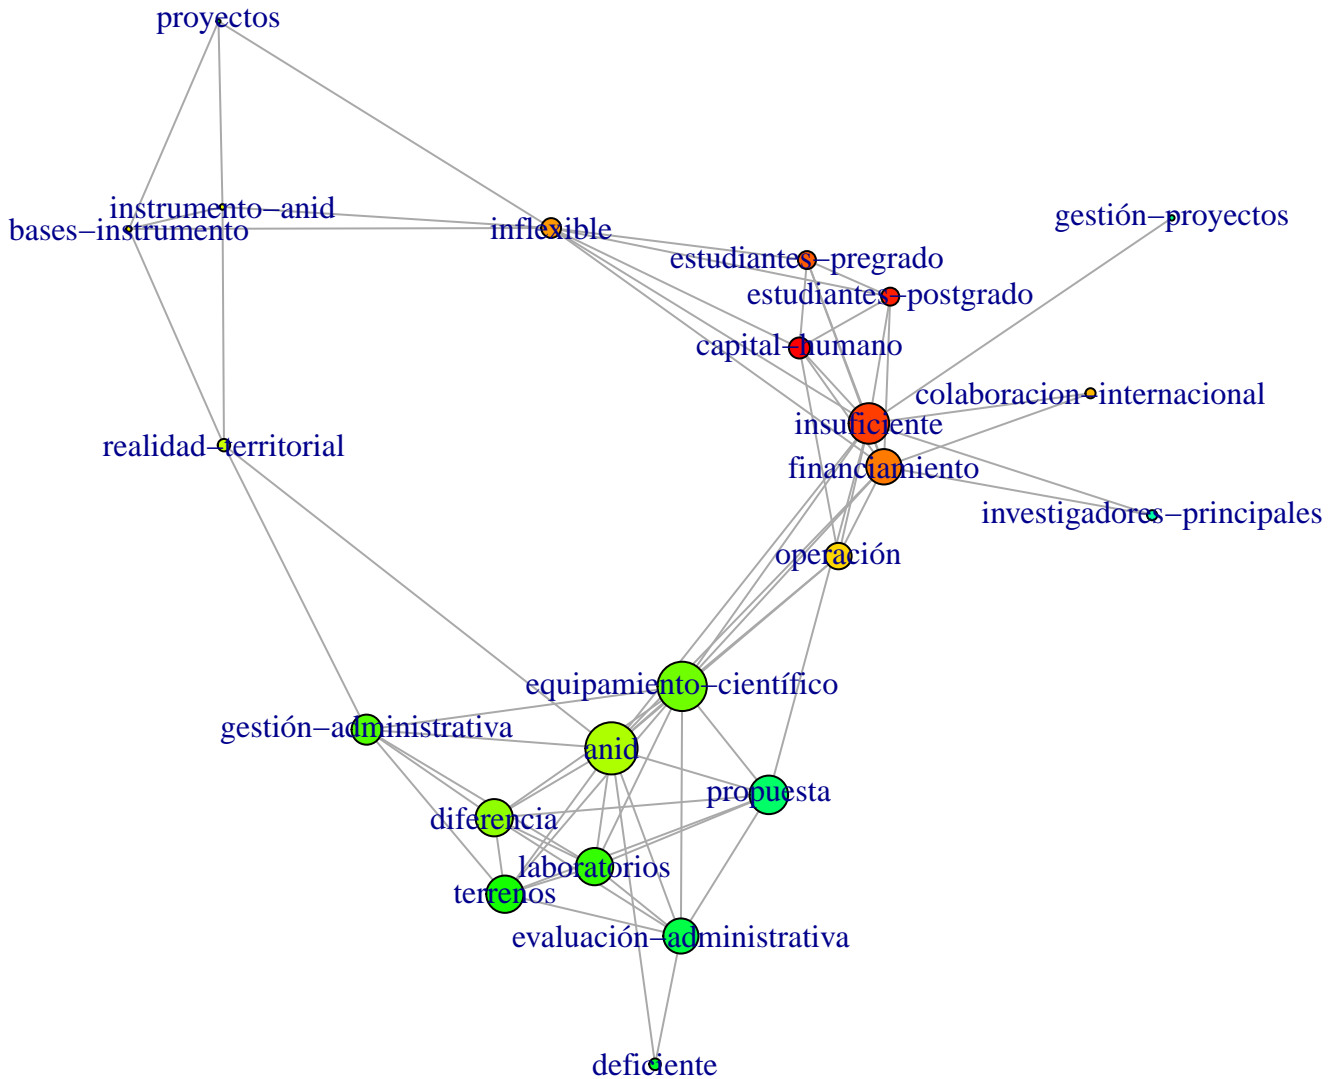 proyectos
instrumento−anid
bases−instrumento
inflexible
gestión−proyectos
estudiantes−pregrado
estudiantes−postgrado
capital−humano
colaboracion−internacional
insuficiente
realidad−territorial
financiamiento
investigadores−principales
operación
equipamiento−científico
gestión−administrativa
anid
propuesta
diferencia
laboratorios
terrenos
evaluación−administrativa
deficiente